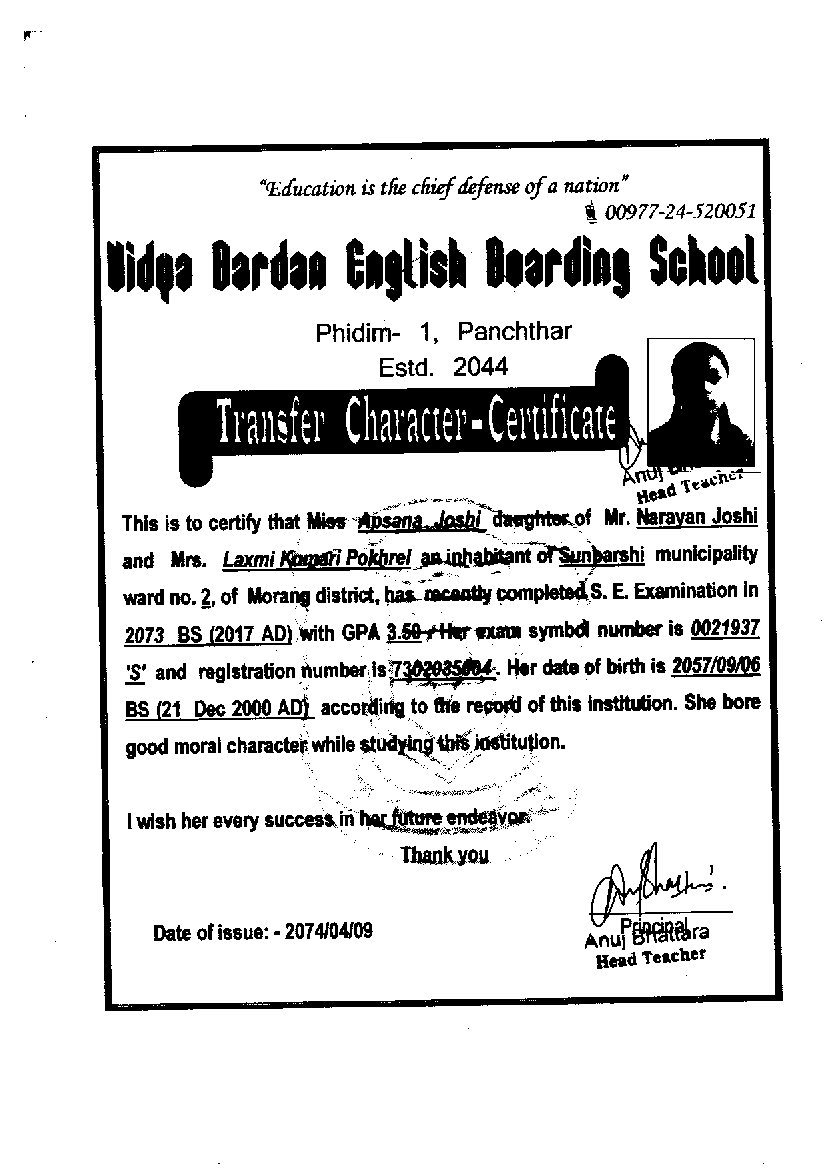 "Education is the chief defense of a nation"
00977-24-520051
Vidya Bardan English Boarding School
Phidim- 1, Panchthar
Estd. 2044
Transfer Character-Certificate
Anuj
Head Teacher
This is to certify that Miss Apsana Joshi daughter of Mr. Narayan Joshi
and Mrs. Laxmi Kumari Pokhrel an inhabitant of Sunbarshi municipality
ward no. 2, of Morang district, has recently completed S. E. Examination in
2073 BS (2017 AD) with GPA 3.50. Her exam symbol number is 0021937
'S' and registration number is. Her date of birth is 2057/09/06
BS (21 Dec 2000 AD) according to the record of this institution. She bore
good moral character while studying this institution.
I wish her every success in her future endeavor.
Thank you
Date of issue: - 2074/04/09
Principal
Anuj Bhattara
Head Teacher